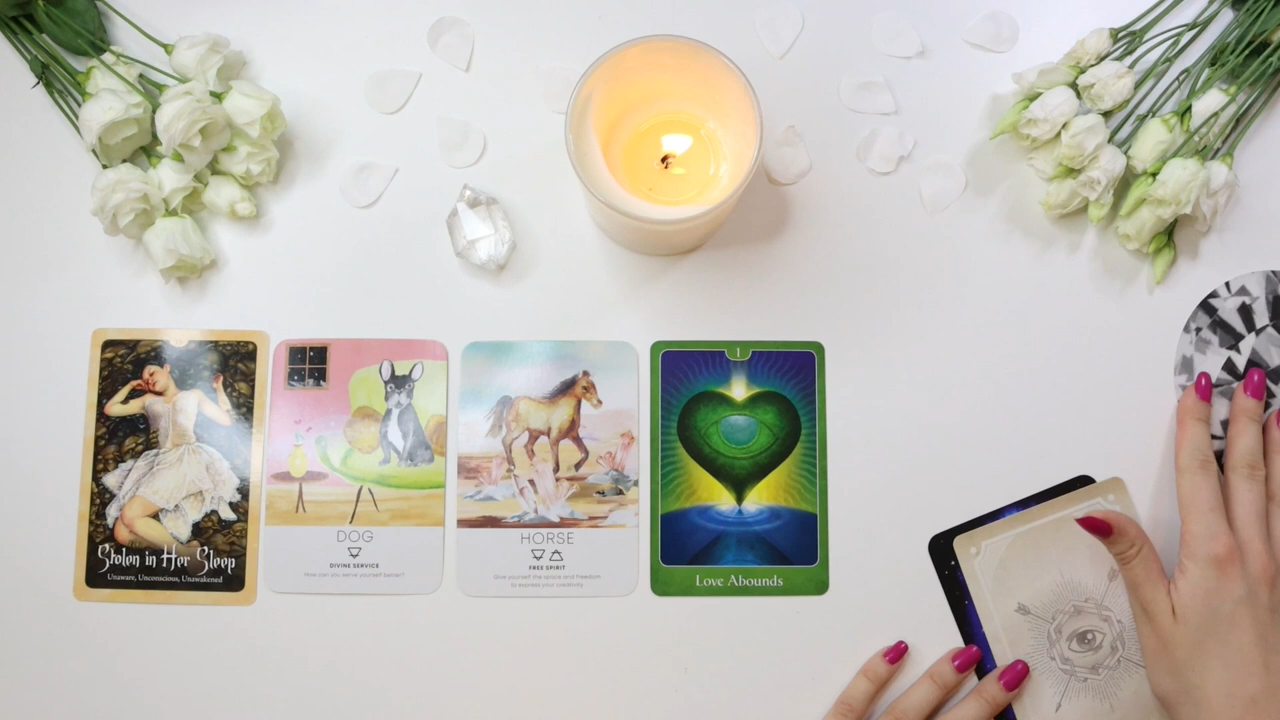 Stolen in Her Sleep
Unaware, Unconscious, Unawakened
DOG
DIVINE SERVICE
How can you serve yourself better?
HORSE
FREE SPIRIT
Give yourself the space and freedom
to express your creativity.
1
Love Abounds